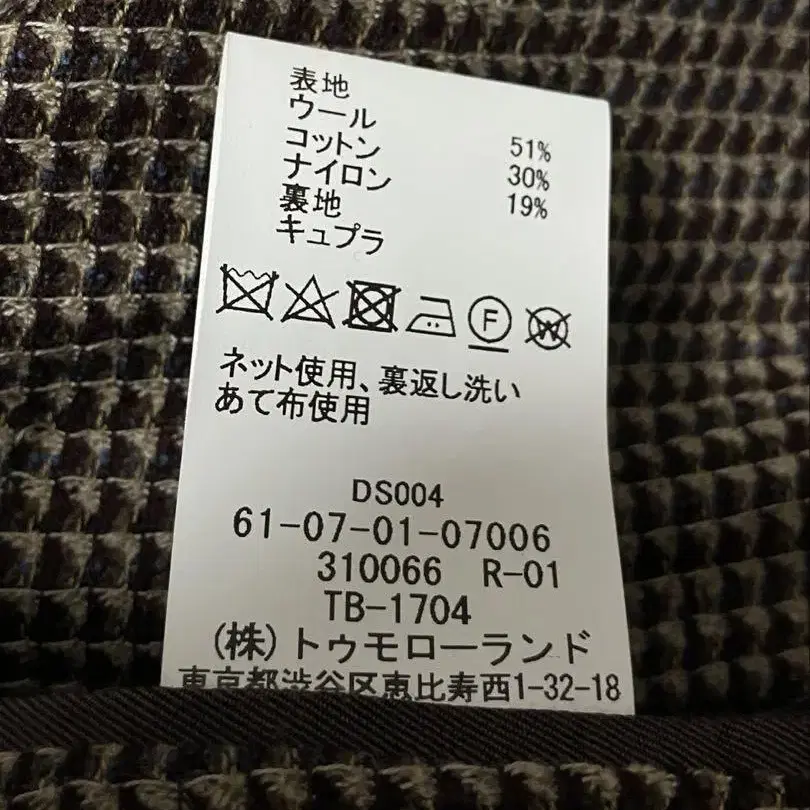 表地
ウール 51%
コットン 30%
ナイロン 19%
裏地
キュプラ
F
W
ネット使用、裏返し洗い
あて布使用
DS004
61-07-01-07006
310066 R-01
TB-1704
(株)トゥモローランド
東京都渋谷区恵比寿西1-32-18